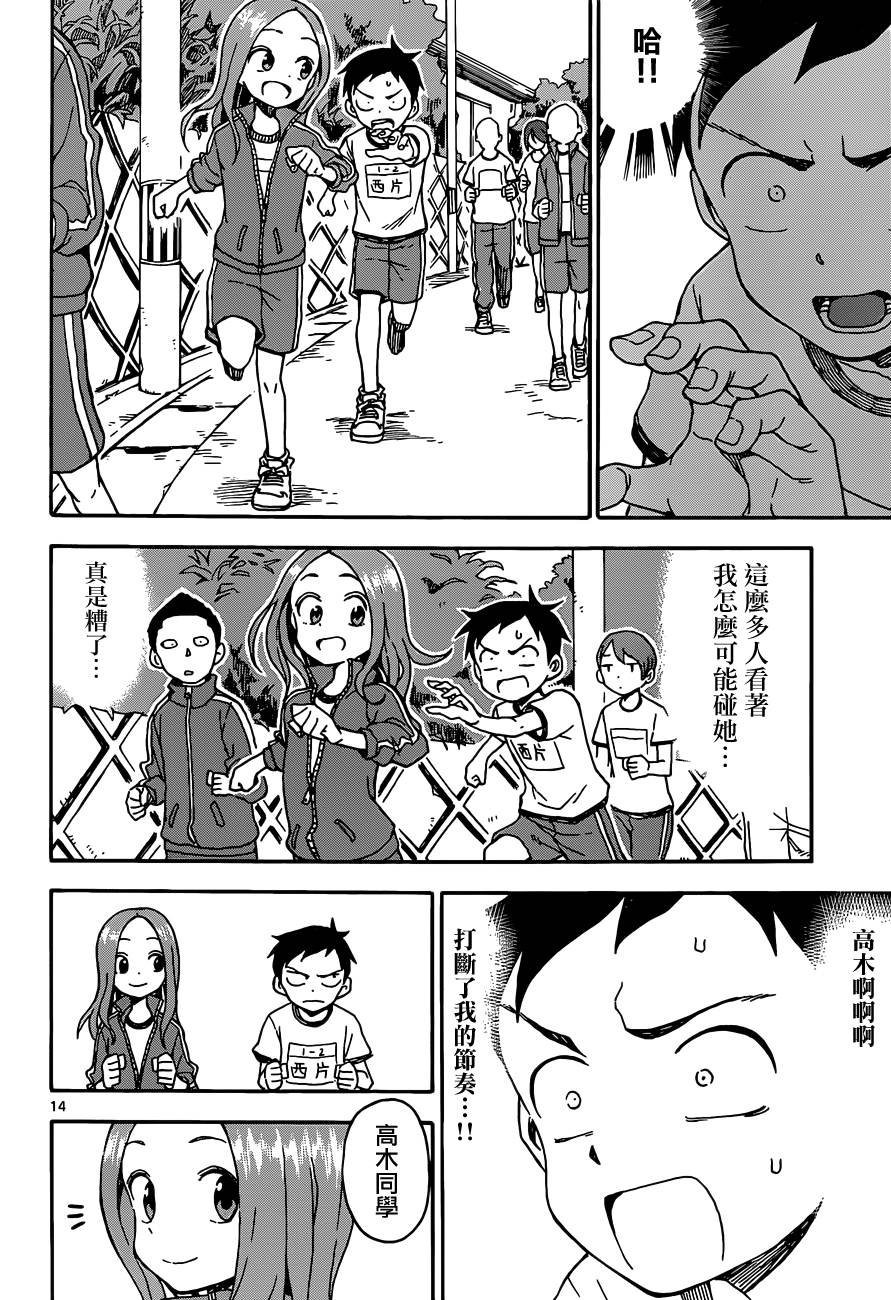 哈!!
1-2
西片
這麼多人看著
我怎麼可能碰她…
西片
真是糟了…
高木啊啊啊
打斷了我的節奏…!!
1-2
西片
高木同學
14